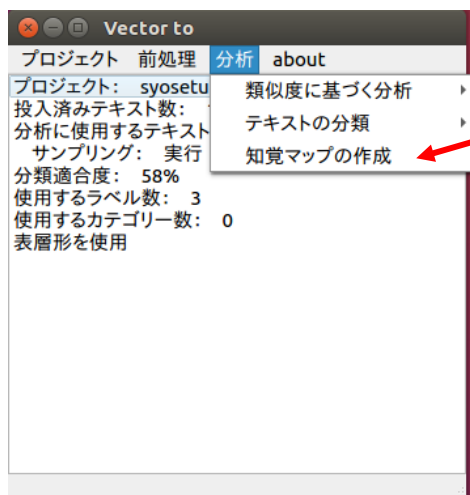 Vector to
プロジェクト 前処理 分析 about
プロジェクト: syosetu
投入済みテキスト数:
分析に使用するテキスト
サンプリング: 実行
分類適合度: 58%
使用するラベル数: 3
使用するカテゴリー数: 0
表層形を使用
類似度に基づく分析
テキストの分類
知覚マップの作成